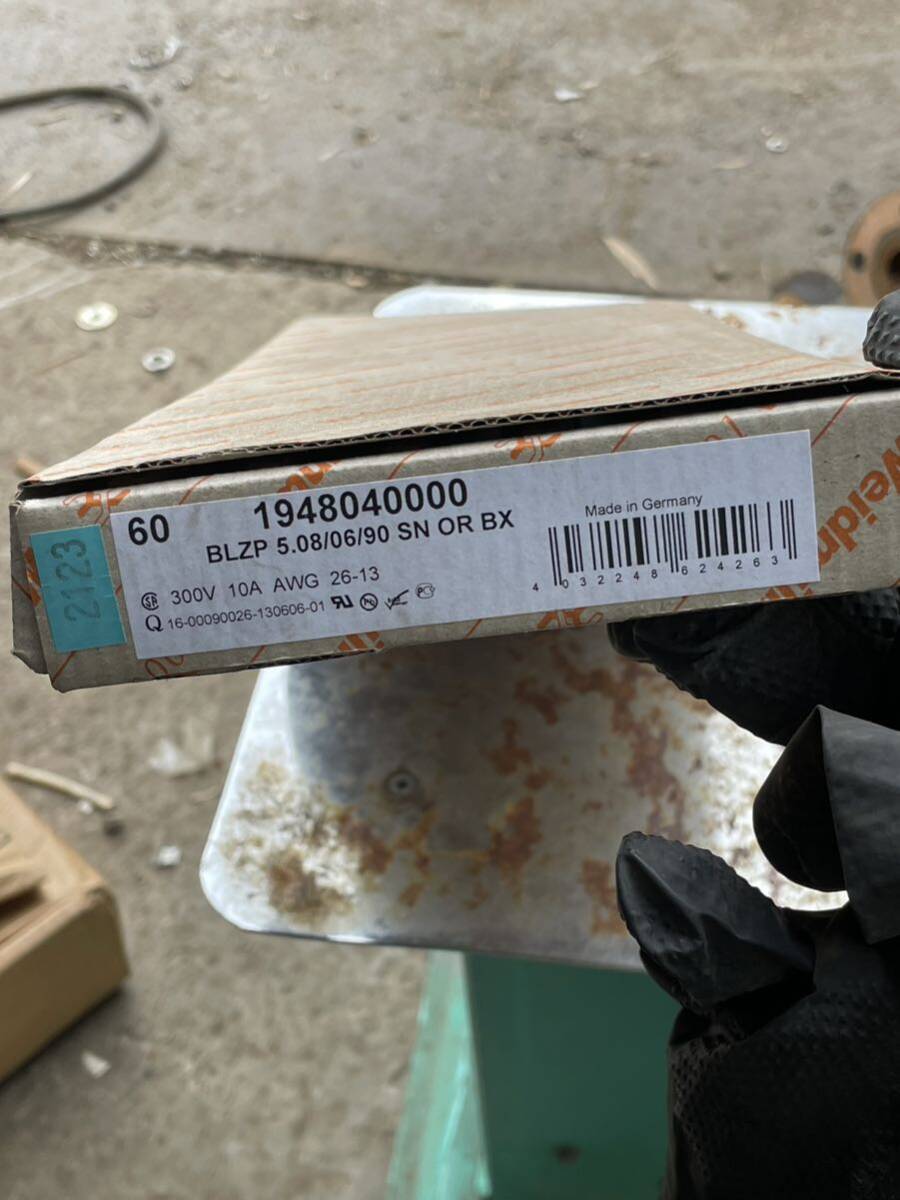 2123
60 1948040000
BLZP 5.08/06/90 SN OR BX
300V 10A AWG 26-13
Q 16-00090026-130606-01
Made in Germany
4 032248 624263
Weidm